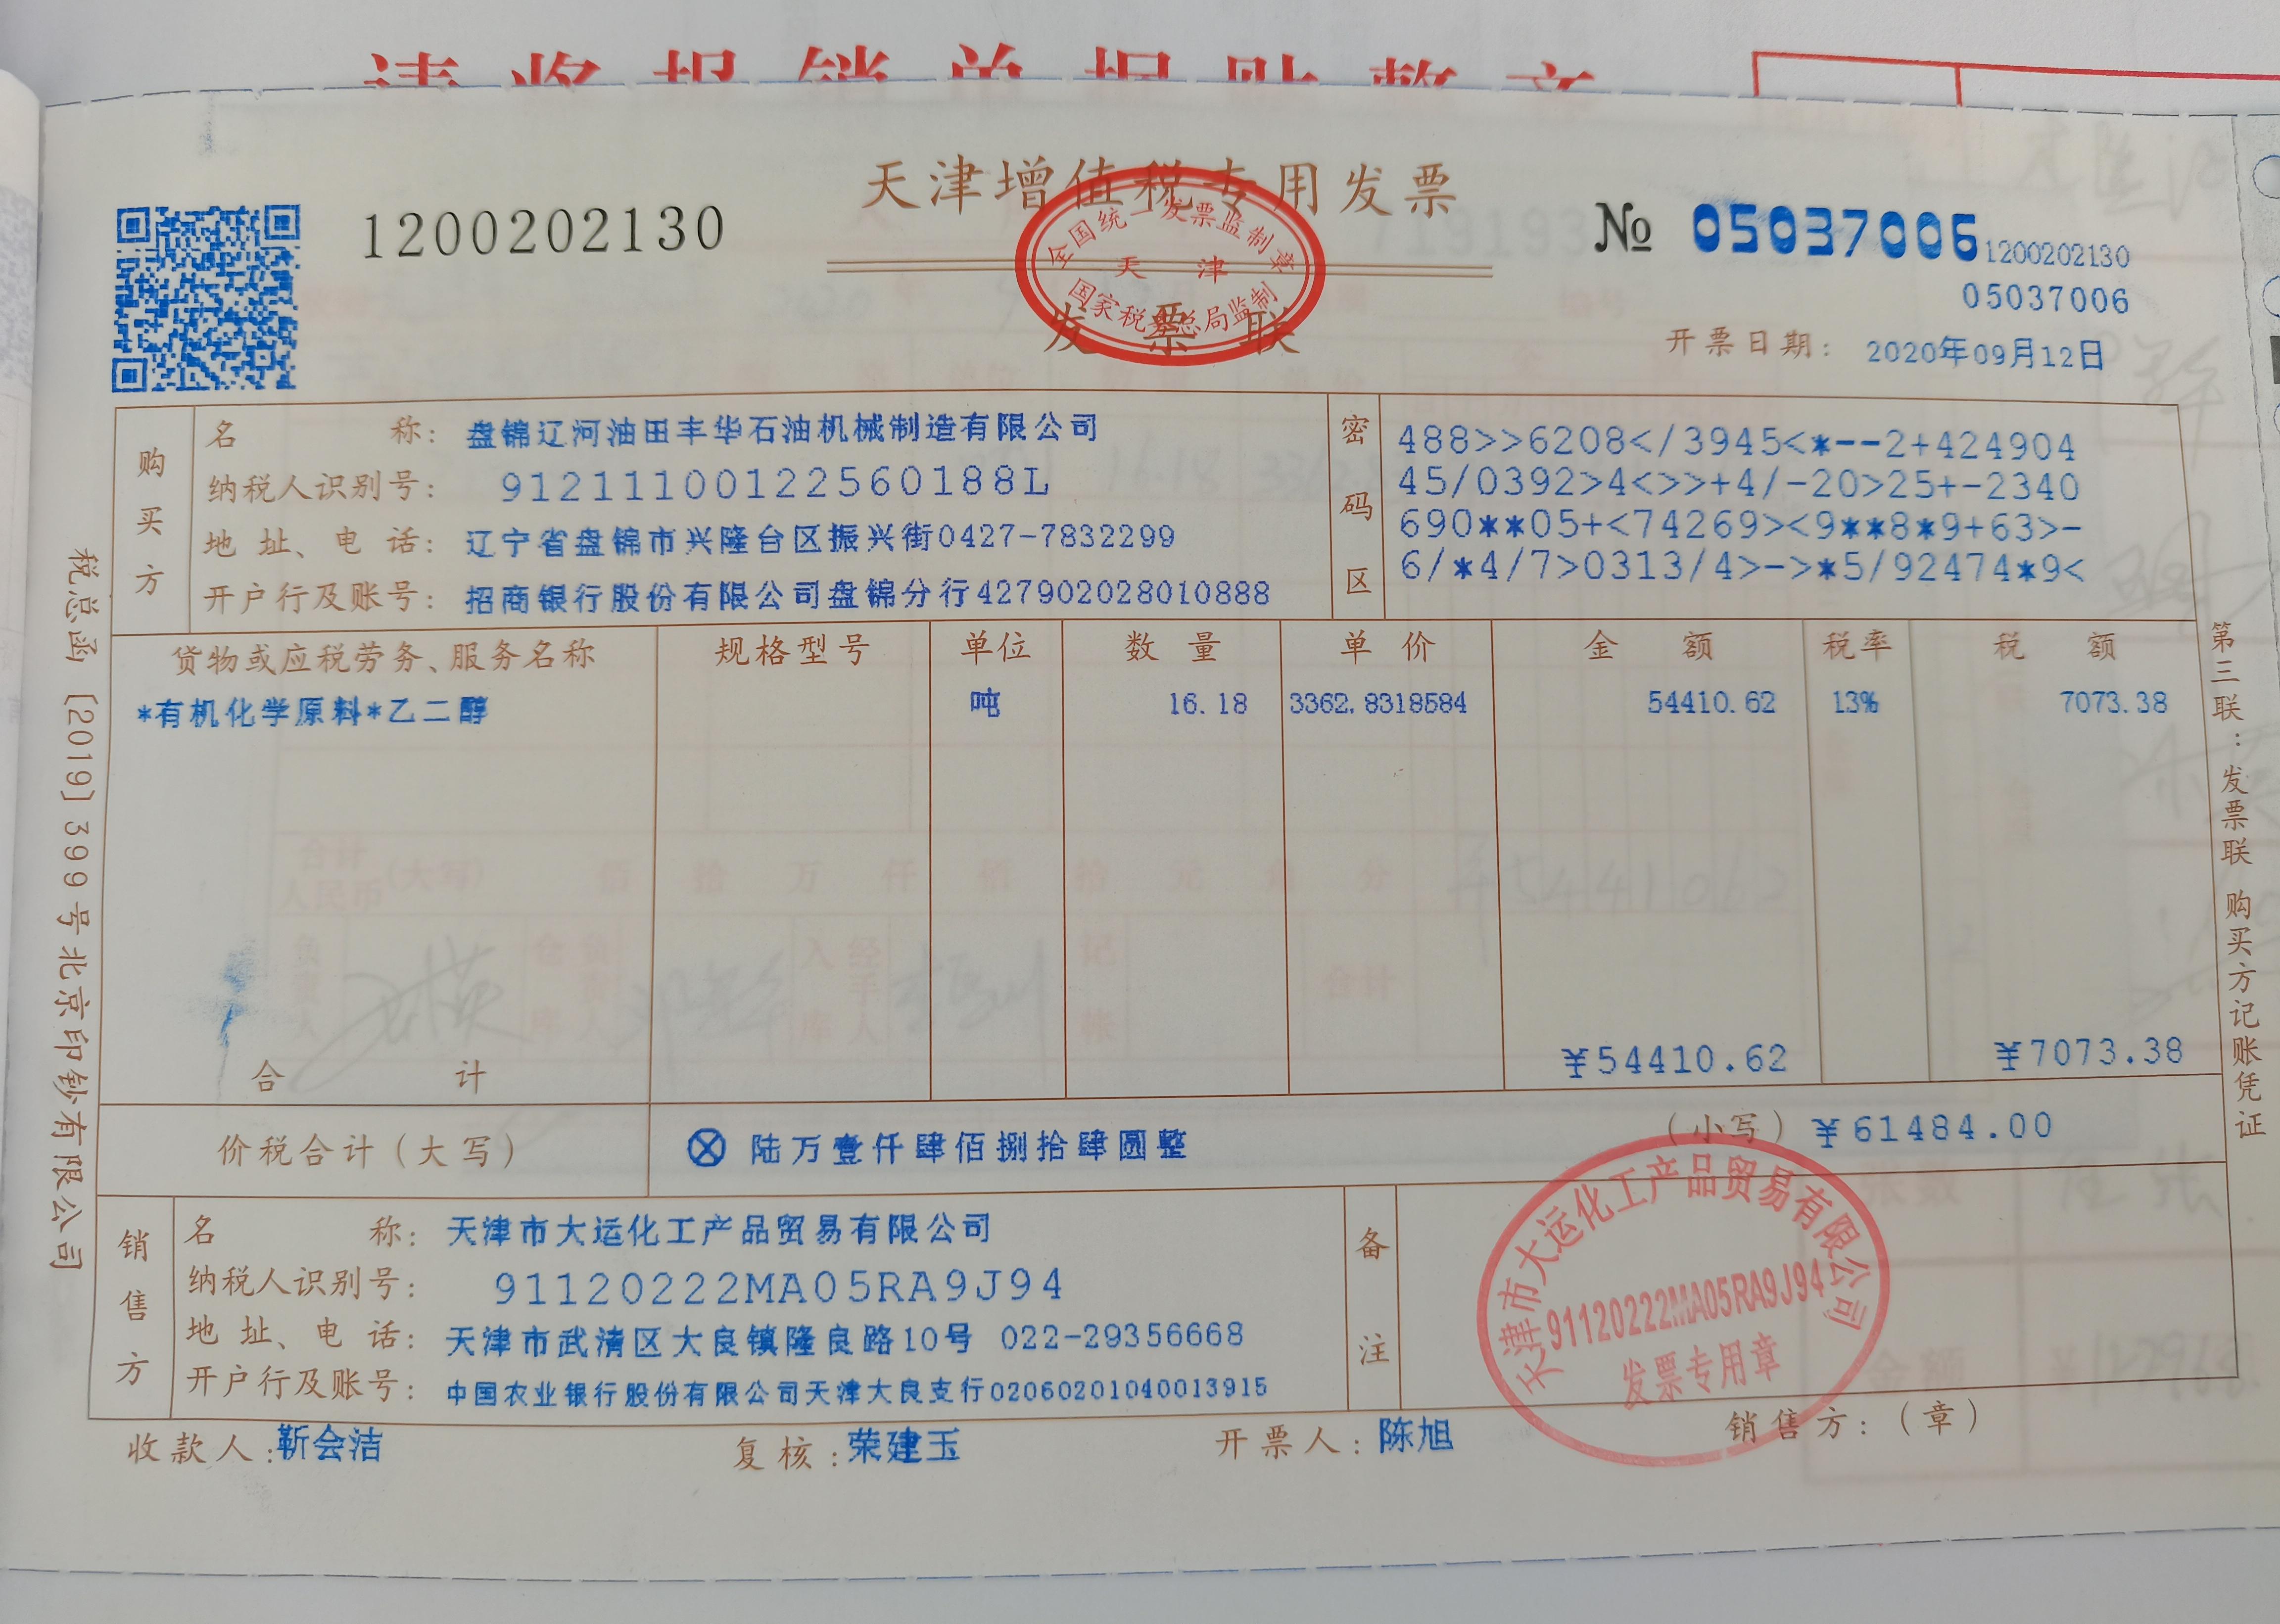 请将报销单据贴整齐
天津增值税专用发票
1200202130
№ 05037006
1200202130
05037006
全国统一发票监制章
天津
国家税务总局监制
发票联
开票日期: 2020年09月12日
购买方
名称: 盘锦辽河油田丰华石油机械制造有限公司
纳税人识别号: 91211100122560188L
地址、电话: 辽宁省盘锦市兴隆台区振兴街0427-7832299
开户行及账号: 招商银行股份有限公司盘锦分行427902028010888
密码区
488>>6208</3945<*--2+424904
45/0392>4<>>+4/-20>25+-2340
690**05+<74269><9**8*9+63>-
6/*4/7>0313/4>->*5/92474*9<
货物或应税劳务、服务名称 规格型号 单位 数量 单价 金额 税率 税额
*有机化学原料*乙二醇 吨 16.18 3362.8318584 54410.62 13% 7073.38
合计 ¥54410.62 ¥7073.38
价税合计(大写) ⊗陆万壹仟肆佰捌拾肆圆整 (小写) ¥61484.00
销售方
名称: 天津市大运化工产品贸易有限公司
纳税人识别号: 91120222MA05RA9J94
地址、电话: 天津市武清区大良镇隆良路10号 022-29356668
开户行及账号: 中国农业银行股份有限公司天津大良支行02060201040013915
备注
天津市大运化工产品贸易有限公司
91120222MA05RA9J94
发票专用章
收款人: 靳会洁 复核: 荣建玉 开票人: 陈旭 销售方: (章)
税总函〔2019〕399号北京印钞有限公司
第三联: 发票联 购买方记账凭证